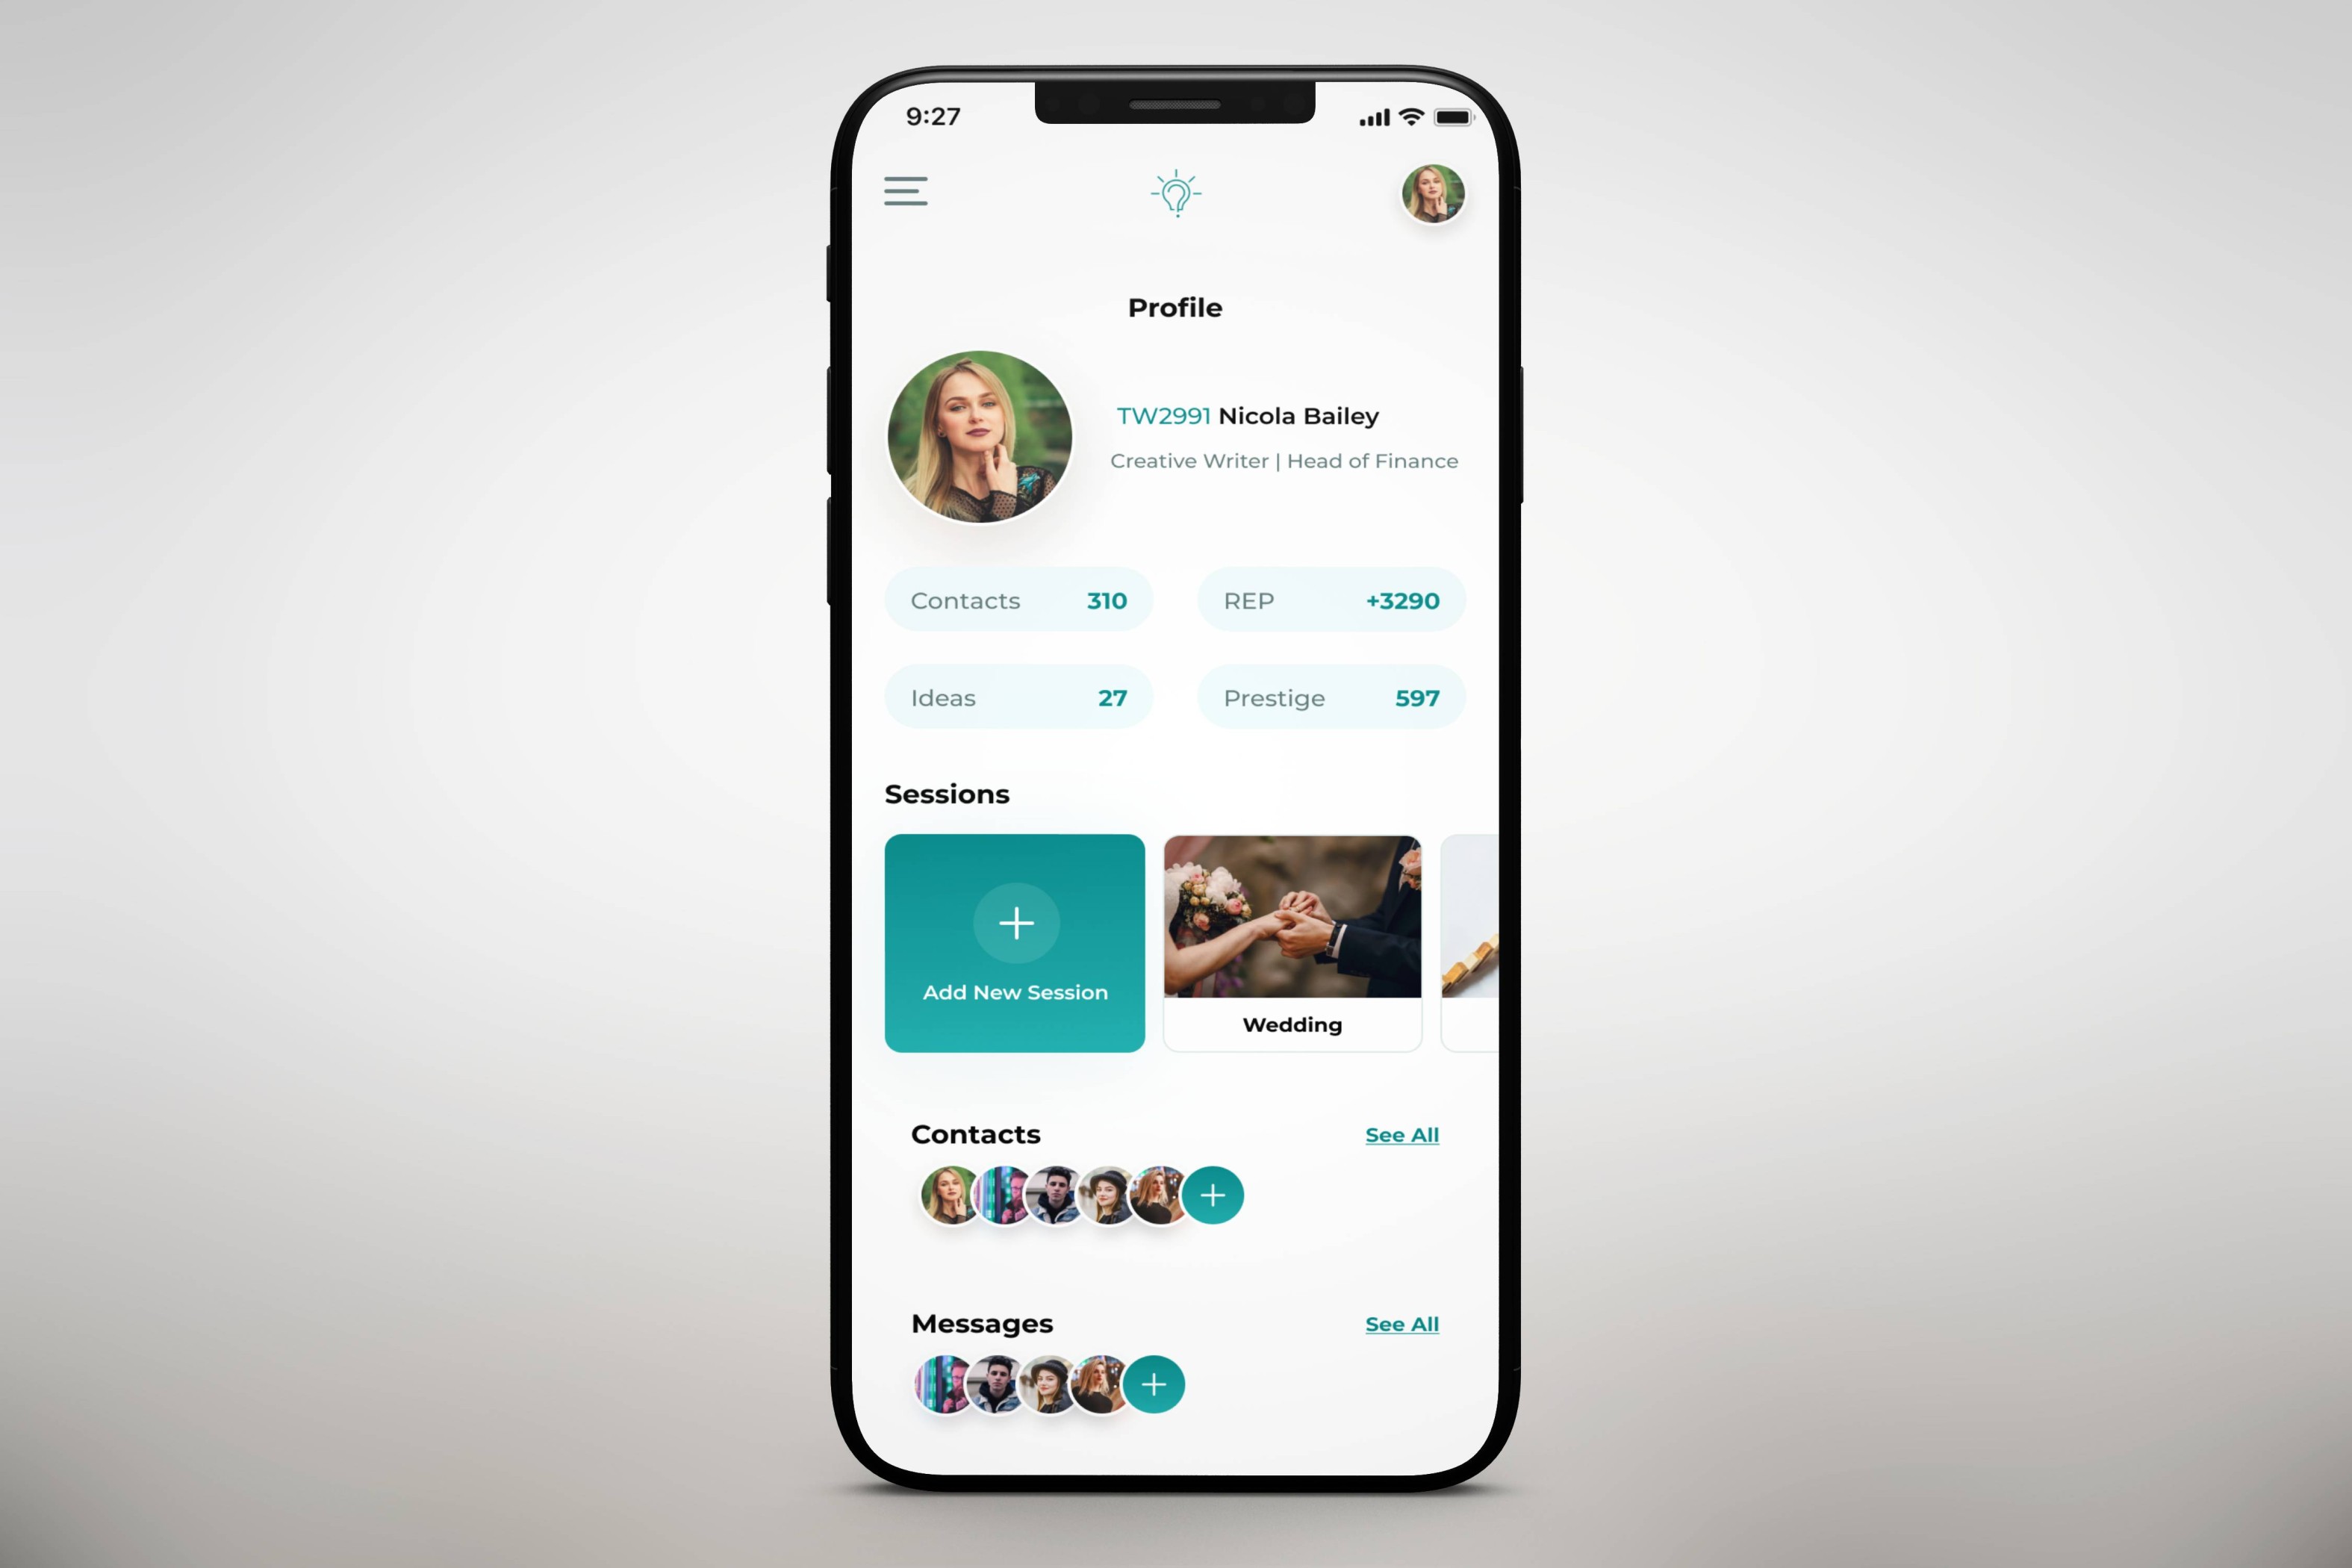 9:27
Profile
TW2991 Nicola Bailey
Creative Writer | Head of Finance
Contacts 310
REP +3290
Ideas 27
Prestige 597
Sessions
Add New Session
Wedding
Contacts See All
Messages See All